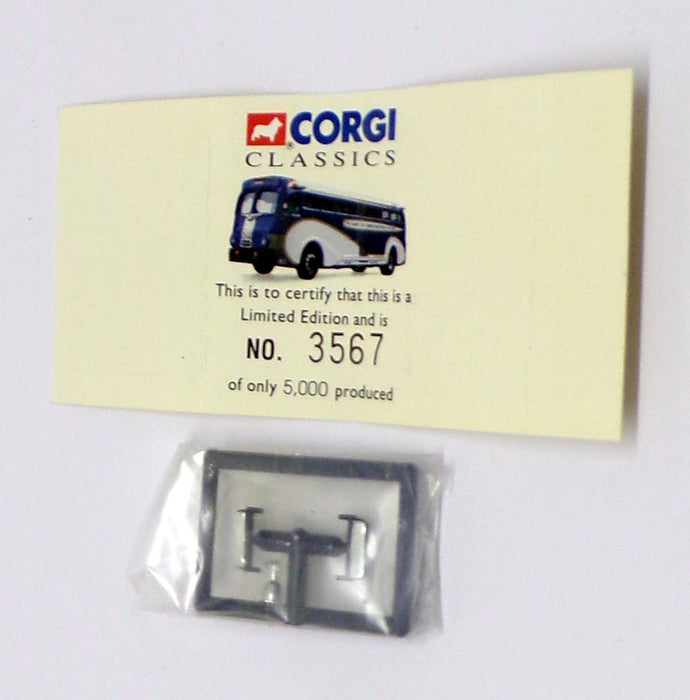 CORGI
CLASSICS
This is to certify that this is a
Limited Edition and is
NO. 3567
of only 5,000 produced